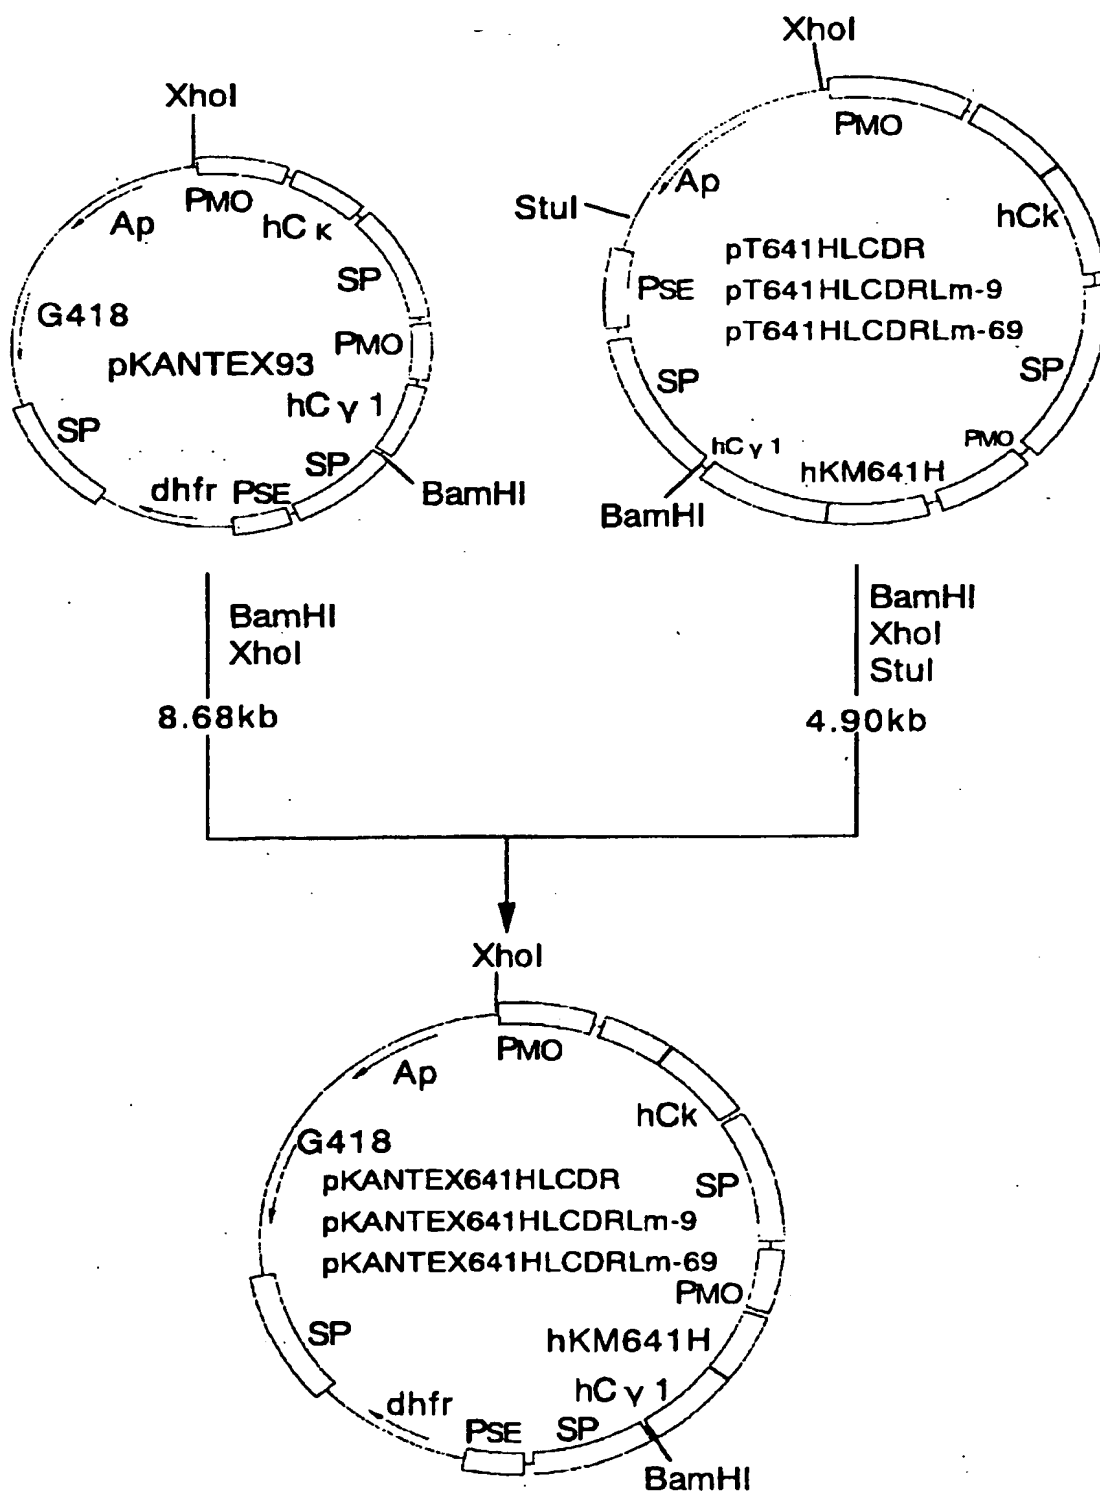 XhoI
PMO
hCκ
Ap
SP
G418
PMO
pKANTEX93
hCγ1
SP
SP
dhfr
PSE
BamHI
XhoI
PMO
Ap
StuI
hCk
pT641HLCDR
PSE
pT641HLCDRLm-9
pT641HLCDRLm-69
SP
SP
PMO
hCγ1
hKM641H
BamHI
BamHI
XhoI
8.68kb
BamHI
XhoI
StuI
4.90kb
XhoI
PMO
Ap
hCk
G418
pKANTEX641HLCDR
SP
pKANTEX641HLCDRLm-9
pKANTEX641HLCDRLm-69
PMO
SP
hKM641H
hCγ1
dhfr
PSE
SP
BamHI